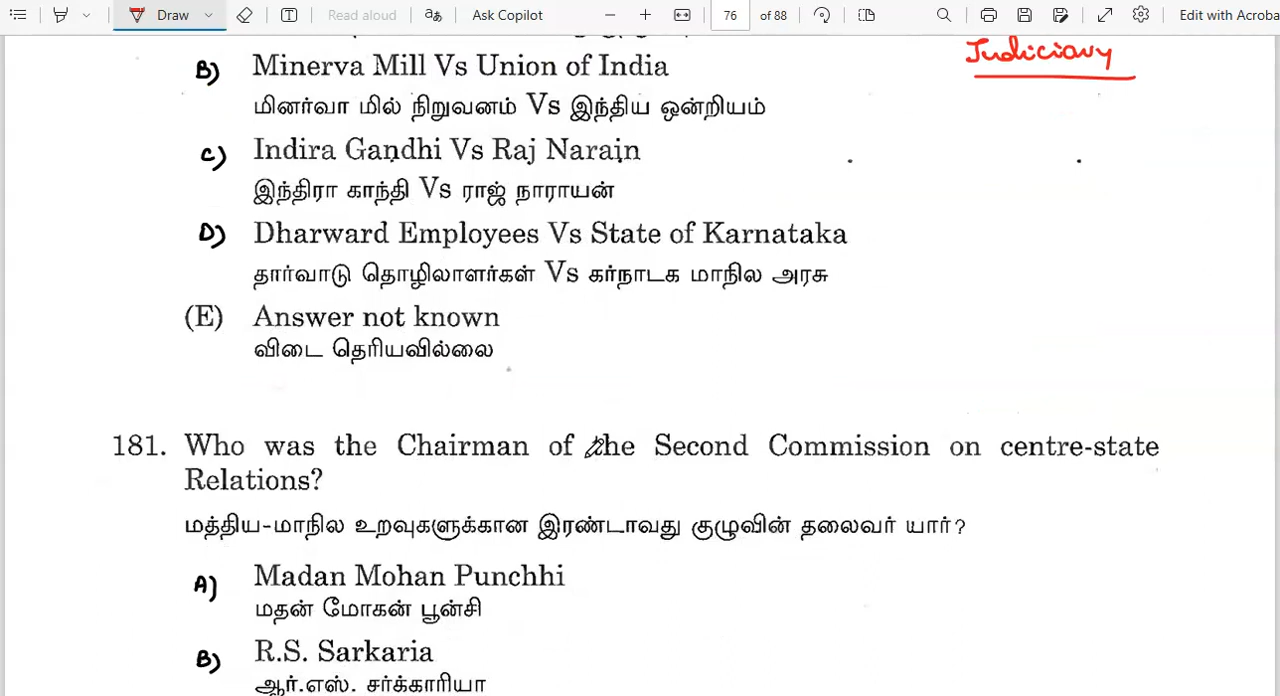 Draw
Read aloud
Ask Copilot
76 of 88
Edit with Acroba
Judiciary
B) Minerva Mill Vs Union of India
மினர்வா மில் நிறுவனம் Vs இந்திய ஒன்றியம்
C) Indira Gandhi Vs Raj Narain
இந்திரா காந்தி Vs ராஜ் நாராயன்
D) Dharward Employees Vs State of Karnataka
தார்வாடு தொழிலாளர்கள் Vs கர்நாடக மாநில அரசு
(E) Answer not known
விடை தெரியவில்லை
181. Who was the Chairman of the Second Commission on centre-state
Relations?
மத்திய-மாநில உறவுகளுக்கான இரண்டாவது குழுவின் தலைவர் யார்?
A) Madan Mohan Punchhi
மதன் மோகன் பூன்சி
B) R.S. Sarkaria
ஆர்.எஸ். சர்க்காரியா